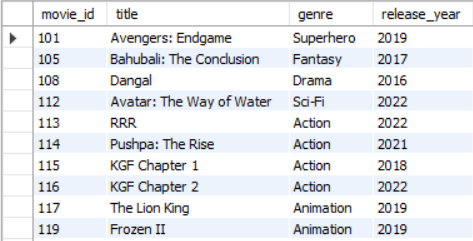 movie_id title genre release_year
101 Avengers: Endgame Superhero 2019
105 Bahubali: The Conclusion Fantasy 2017
108 Dangal Drama 2016
112 Avatar: The Way of Water Sci-Fi 2022
113 RRR Action 2022
114 Pushpa: The Rise Action 2021
115 KGF Chapter 1 Action 2018
116 KGF Chapter 2 Action 2022
117 The Lion King Animation 2019
119 Frozen II Animation 2019